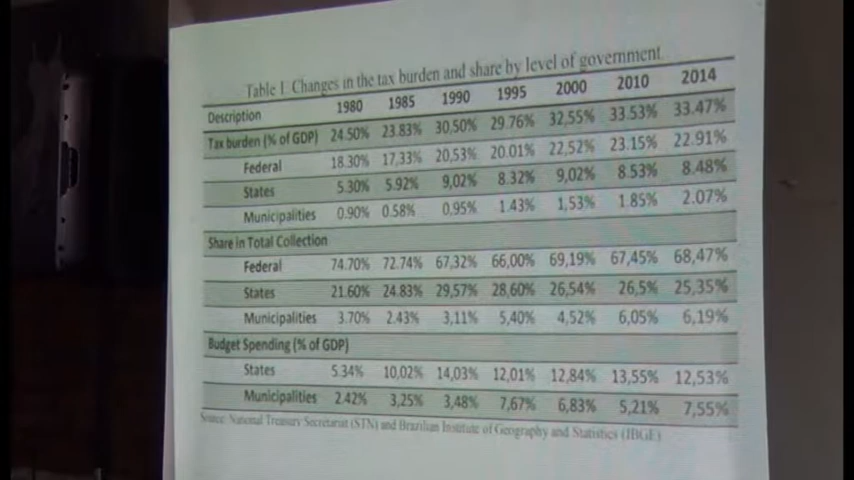 Table 1. Changes in the tax burden and share by level of government
Description 1980 1985 1990 1995 2000 2010 2014
Tax burden (% of GDP) 24.50% 23.83% 30,50% 29.76% 32,55% 33.53% 33.47%
Federal 18.30% 17,33% 20,53% 20.01% 22,52% 23.15% 22.91%
States 5.30% 5.92% 9,02% 8.32% 9,02% 8.53% 8.48%
Municipalities 0.90% 0.58% 0.95% 1.43% 1,53% 1.85% 2.07%
Share in Total Collection
Federal 74.70% 72.74% 67,32% 66,00% 69,19% 67,45% 68,47%
States 21.60% 24.83% 29,57% 28,60% 26,54% 26,5% 25,35%
Municipalities 3.70% 2.43% 3,11% 5,40% 4,52% 6,05% 6,19%
Budget Spending (% of GDP)
States 5.34% 10,02% 14,03% 12,01% 12,84% 13,55% 12,53%
Municipalities 2.42% 3,25% 3,48% 7,67% 6,83% 5,21% 7,55%
Source: National Treasury Secretariat (STN) and Brazilian Institute of Geography and Statistics (IBGE)